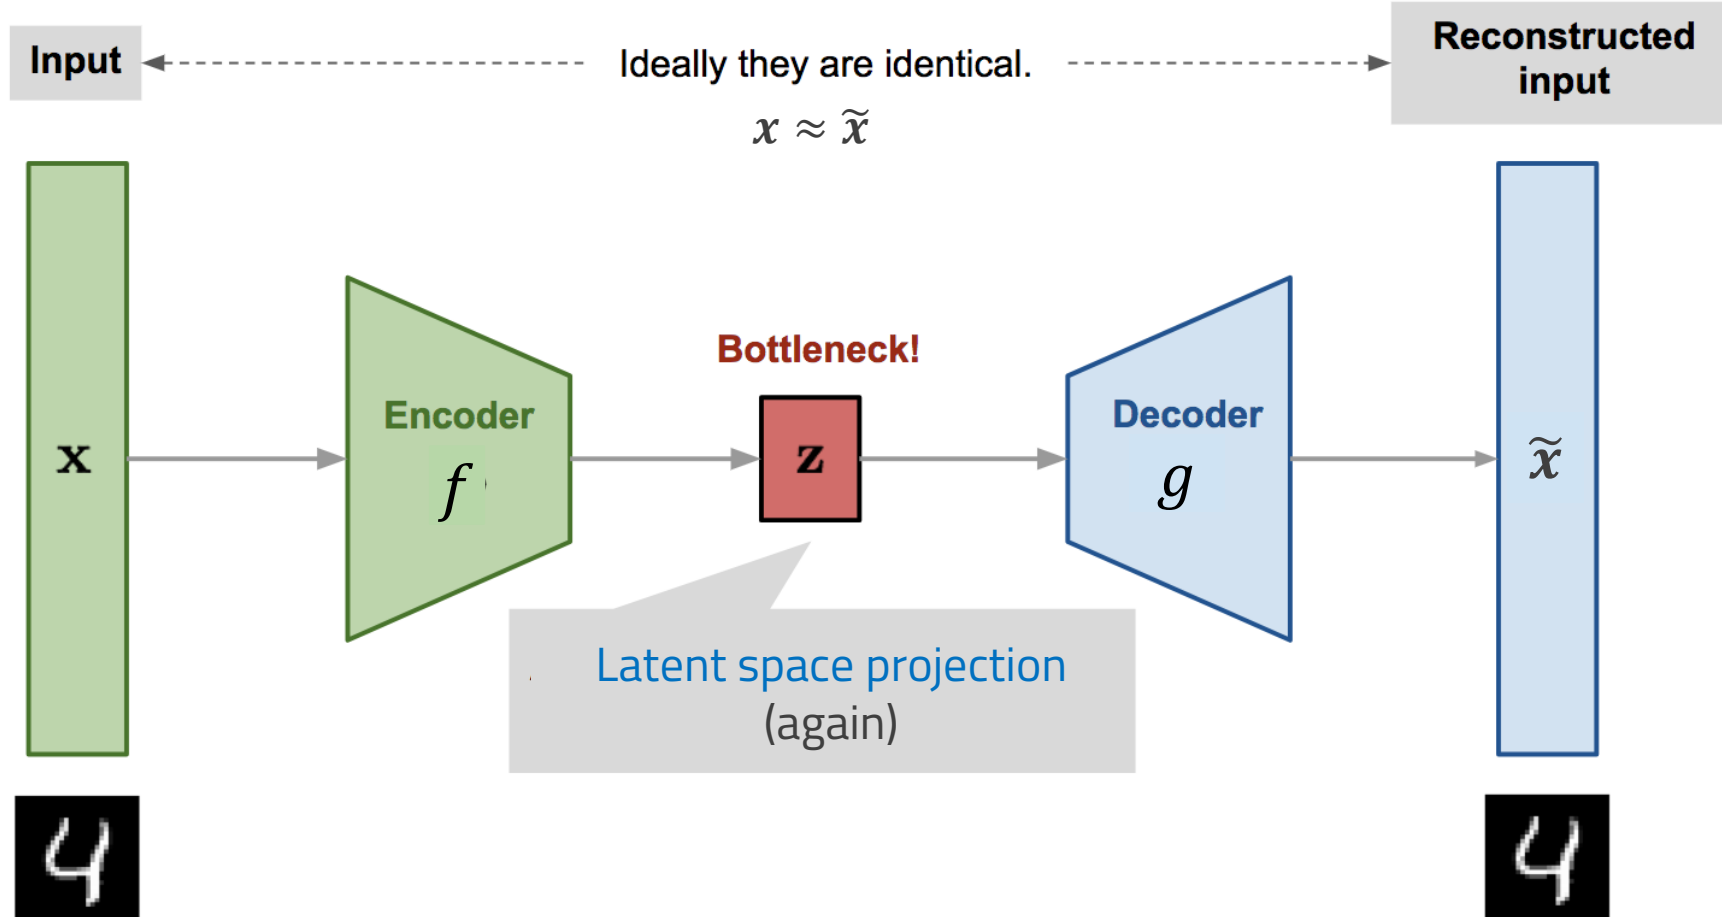 Input
Ideally they are identical.
x ≈ x̃
Reconstructed
input
Bottleneck!
Encoder
f
x
z
Decoder
g
x̃
Latent space projection
(again)
4
4